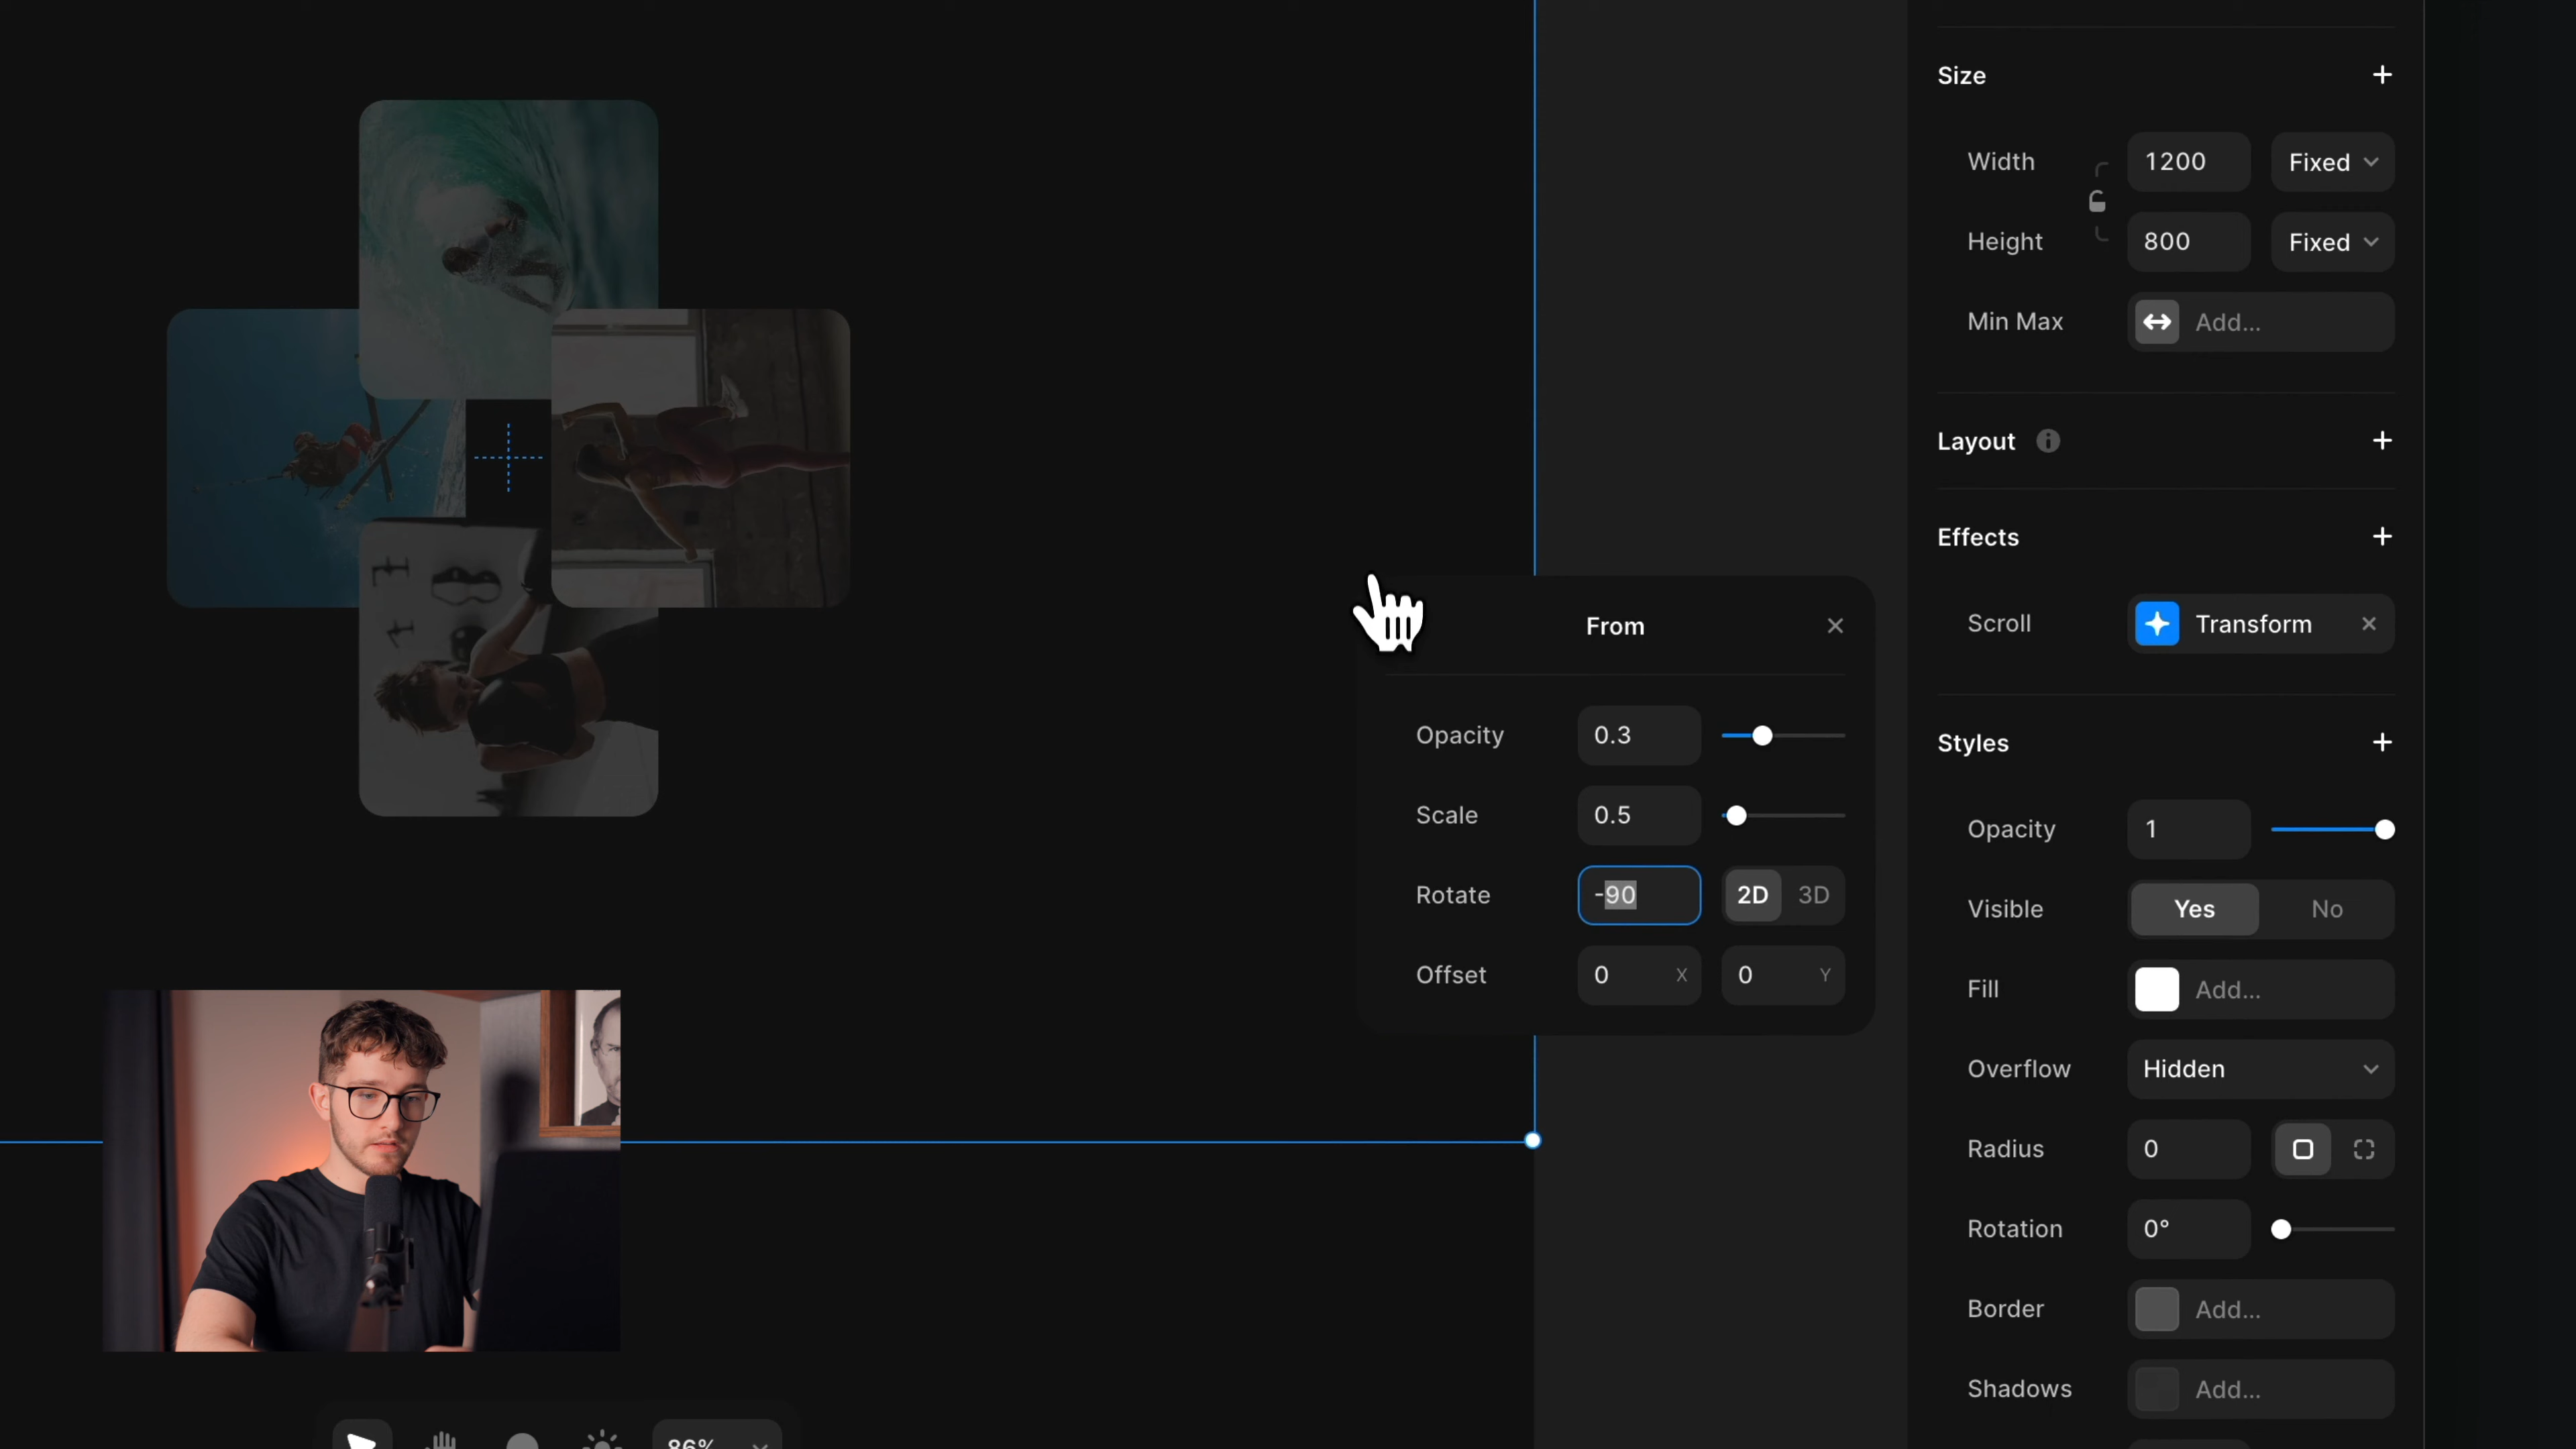 Size
Width 1200 Fixed
Height 800 Fixed
Min Max Add...
Layout
Effects
Scroll Transform
Styles
Opacity 1
Visible Yes No
Fill Add...
Overflow Hidden
Radius 0
Rotation 0°
Border Add...
Shadows Add...
From
Opacity 0.3
Scale 0.5
Rotate -90 2D 3D
Offset 0 X 0 Y
86%